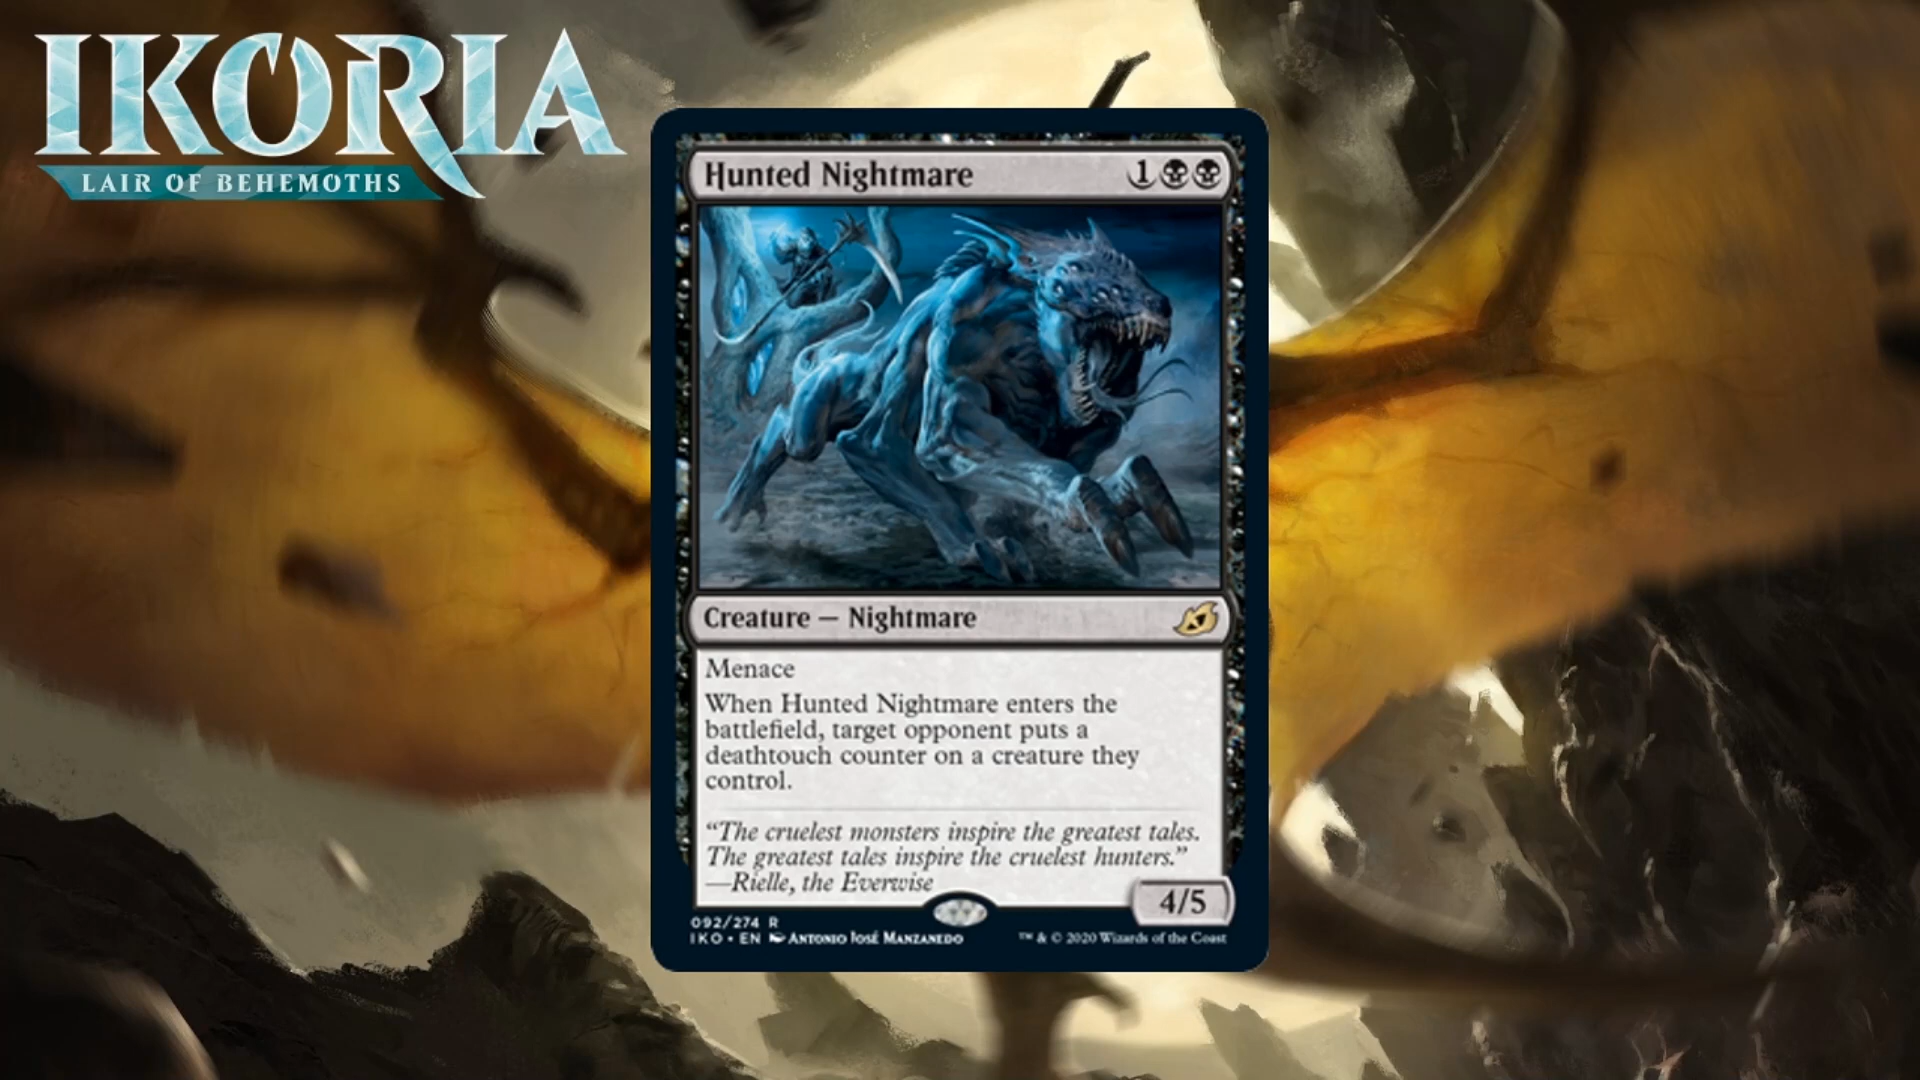 IKORIA
LAIR OF BEHEMOTHS
Hunted Nightmare
1
Creature — Nightmare
Menace
When Hunted Nightmare enters the
battlefield, target opponent puts a
deathtouch counter on a creature they
control.
“The cruelest monsters inspire the greatest tales.
The greatest tales inspire the cruelest hunters.”
—Rielle, the Everwise
4/5
092/274 R
IKO • EN Antonio José Manzanedo
™ & © 2020 Wizards of the Coast